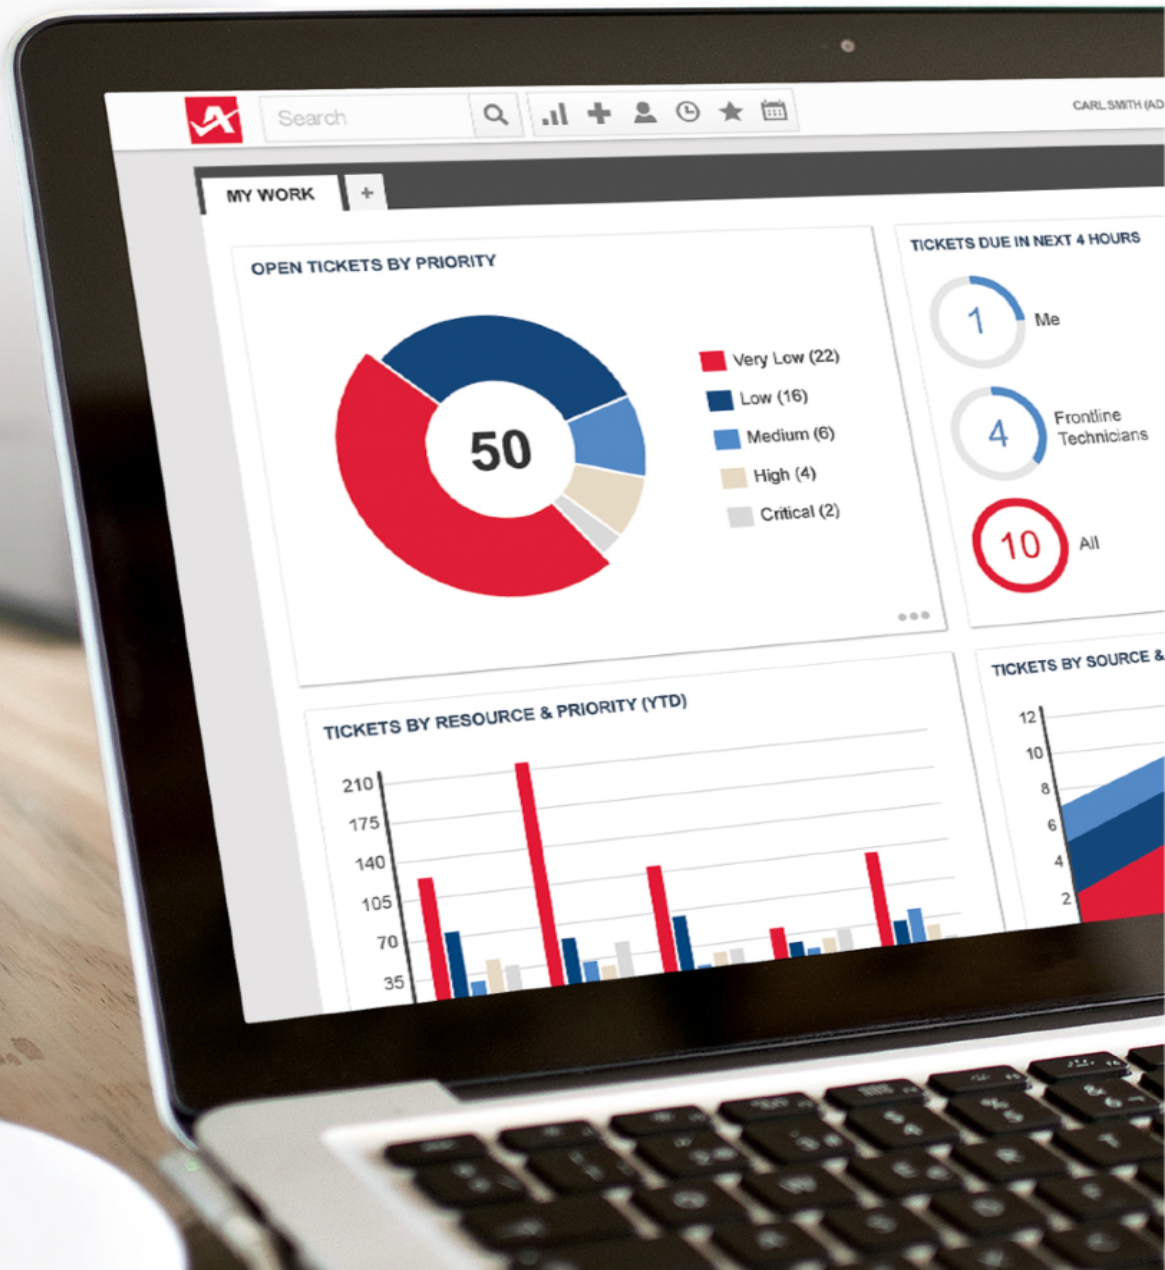 Search
CARL SMITH (AD
MY WORK
+
OPEN TICKETS BY PRIORITY
50
Very Low (22)
Low (16)
Medium (6)
High (4)
Critical (2)
TICKETS DUE IN NEXT 4 HOURS
1
Me
4
Frontline
Technicians
10
All
TICKETS BY RESOURCE & PRIORITY (YTD)
210
175
140
105
70
35
TICKETS BY SOURCE &
12
10
8
6
4
2